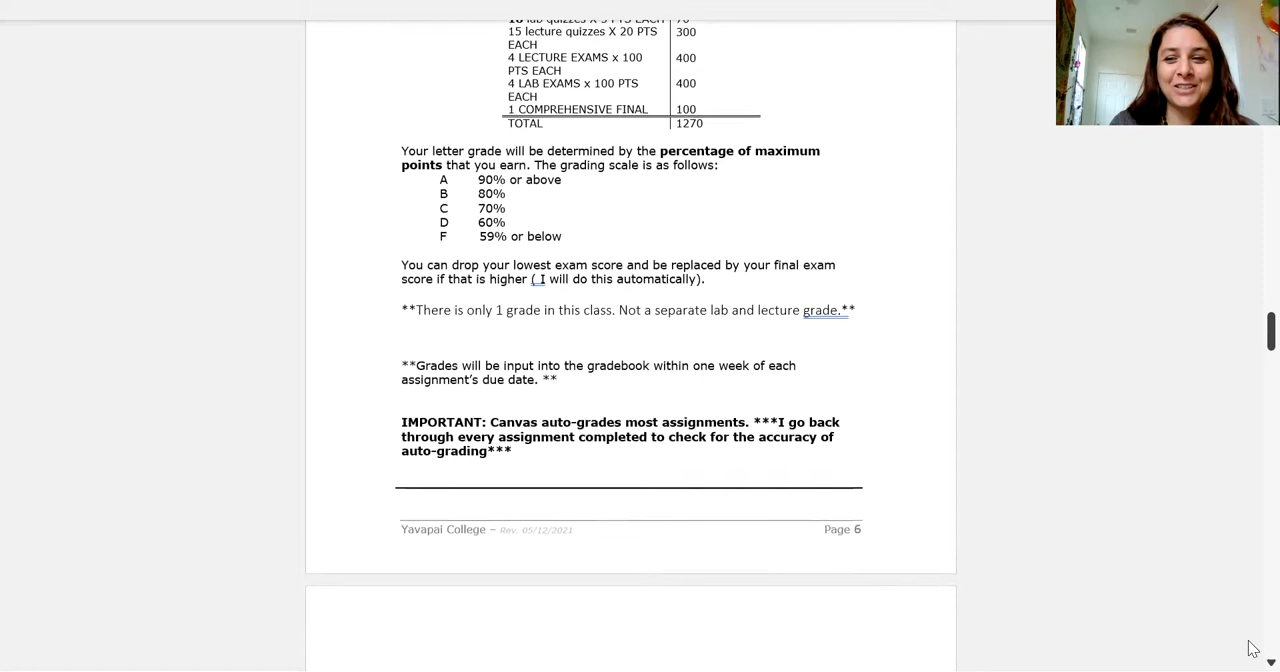 lab quizzes X 5 PTS EACH 70
15 lecture quizzes X 20 PTS 300
EACH
4 LECTURE EXAMS x 100 400
PTS EACH
4 LAB EXAMS x 100 PTS 400
EACH
1 COMPREHENSIVE FINAL 100
TOTAL 1270
Your letter grade will be determined by the percentage of maximum
points that you earn. The grading scale is as follows:
A 90% or above
B 80%
C 70%
D 60%
F 59% or below
You can drop your lowest exam score and be replaced by your final exam
score if that is higher ( I will do this automatically).
**There is only 1 grade in this class. Not a separate lab and lecture grade.**
**Grades will be input into the gradebook within one week of each
assignment’s due date. **
IMPORTANT: Canvas auto-grades most assignments. ***I go back
through every assignment completed to check for the accuracy of
auto-grading***
Yavapai College – Rev. 05/12/2021 Page 6